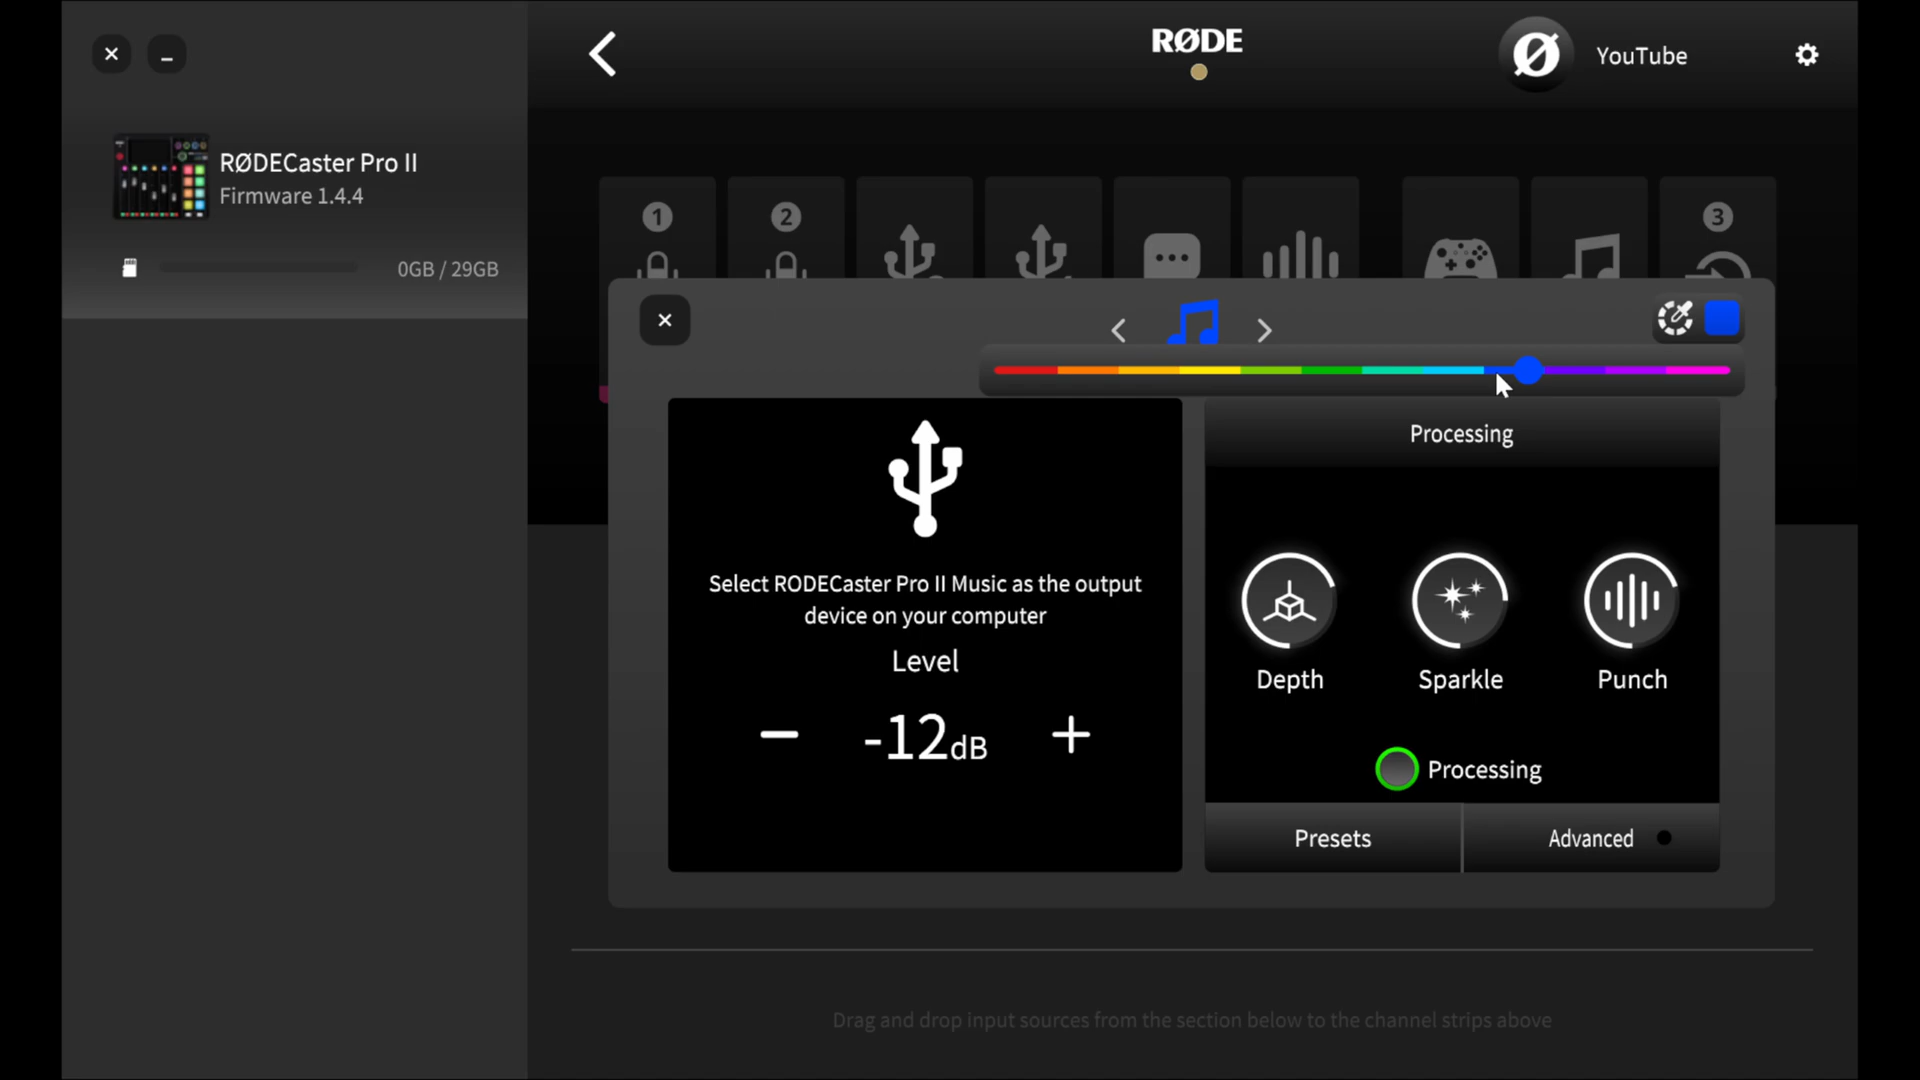 RØDE
YouTube
RØDECaster Pro II
Firmware 1.4.4
0GB / 29GB
1
2
3
Processing
Select RODECaster Pro II Music as the output
device on your computer
Level
-12dB
Depth
Sparkle
Punch
Processing
Presets
Advanced
Drag and drop input sources from the section below to the channel strips above